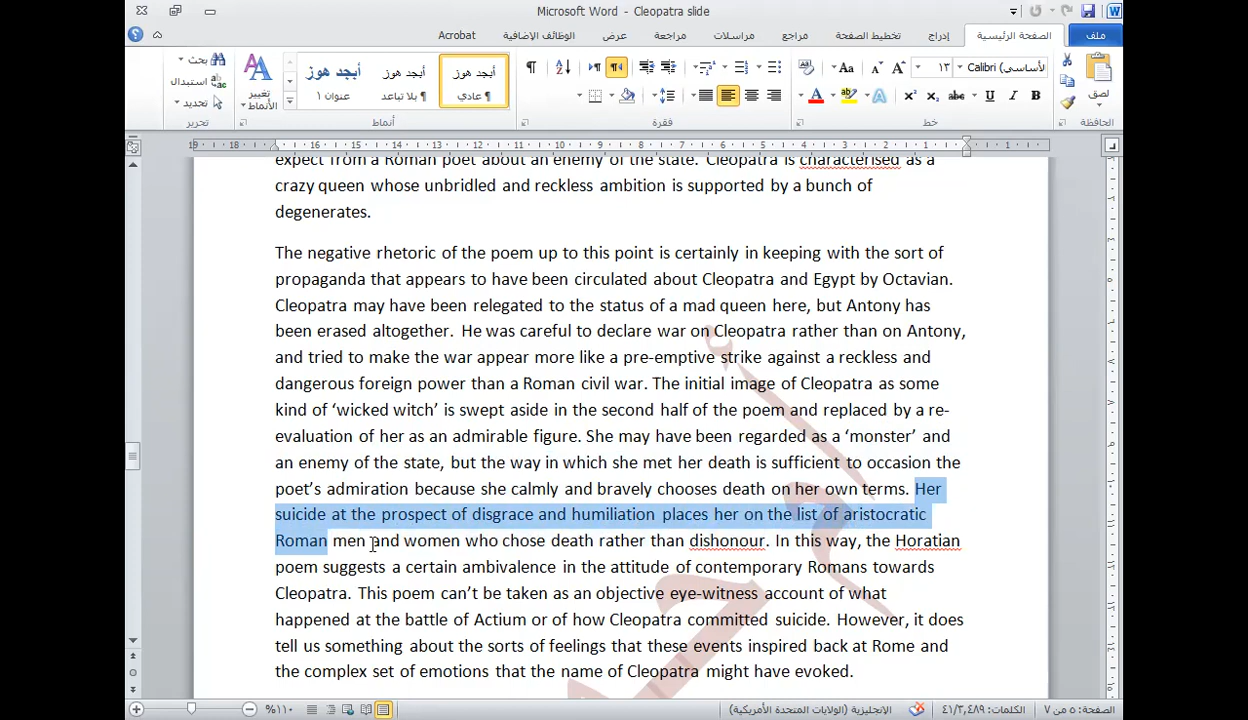 Microsoft Word - Cleopatra slide
ملف
الصفحة الرئيسية
إدراج
تخطيط الصفحة
مراجع
مراسلات
مراجعة
عرض
الوظائف الإضافية
Acrobat
لصق
الحافظة
Calibri (الأساسي)
١٣
خط
فقرة
أبجد هوز
عادي
أبجد هوز
بلا تباعد
أبجد هوز
عنوان ١
تغيير الأنماط
أنماط
بحث
استبدال
تحديد
تحرير
expect from a Roman poet about an enemy of the state. Cleopatra is characterised as a
crazy queen whose unbridled and reckless ambition is supported by a bunch of
degenerates.
The negative rhetoric of the poem up to this point is certainly in keeping with the sort of
propaganda that appears to have been circulated about Cleopatra and Egypt by Octavian.
Cleopatra may have been relegated to the status of a mad queen here, but Antony has
been erased altogether. He was careful to declare war on Cleopatra rather than on Antony,
and tried to make the war appear more like a pre-emptive strike against a reckless and
dangerous foreign power than a Roman civil war. The initial image of Cleopatra as some
kind of ‘wicked witch’ is swept aside in the second half of the poem and replaced by a re-
evaluation of her as an admirable figure. She may have been regarded as a ‘monster’ and
an enemy of the state, but the way in which she met her death is sufficient to occasion the
poet’s admiration because she calmly and bravely chooses death on her own terms. Her
suicide at the prospect of disgrace and humiliation places her on the list of aristocratic
Roman men and women who chose death rather than dishonour. In this way, the Horatian
poem suggests a certain ambivalence in the attitude of contemporary Romans towards
Cleopatra. This poem can’t be taken as an objective eye-witness account of what
happened at the battle of Actium or of how Cleopatra committed suicide. However, it does
tell us something about the sorts of feelings that these events inspired back at Rome and
the complex set of emotions that the name of Cleopatra might have evoked.
الصفحة: ٥ من ٧
الكلمات: ٤١/٣,٤٨٩
الإنجليزية (الولايات المتحدة الأمريكية)
٪١١٠